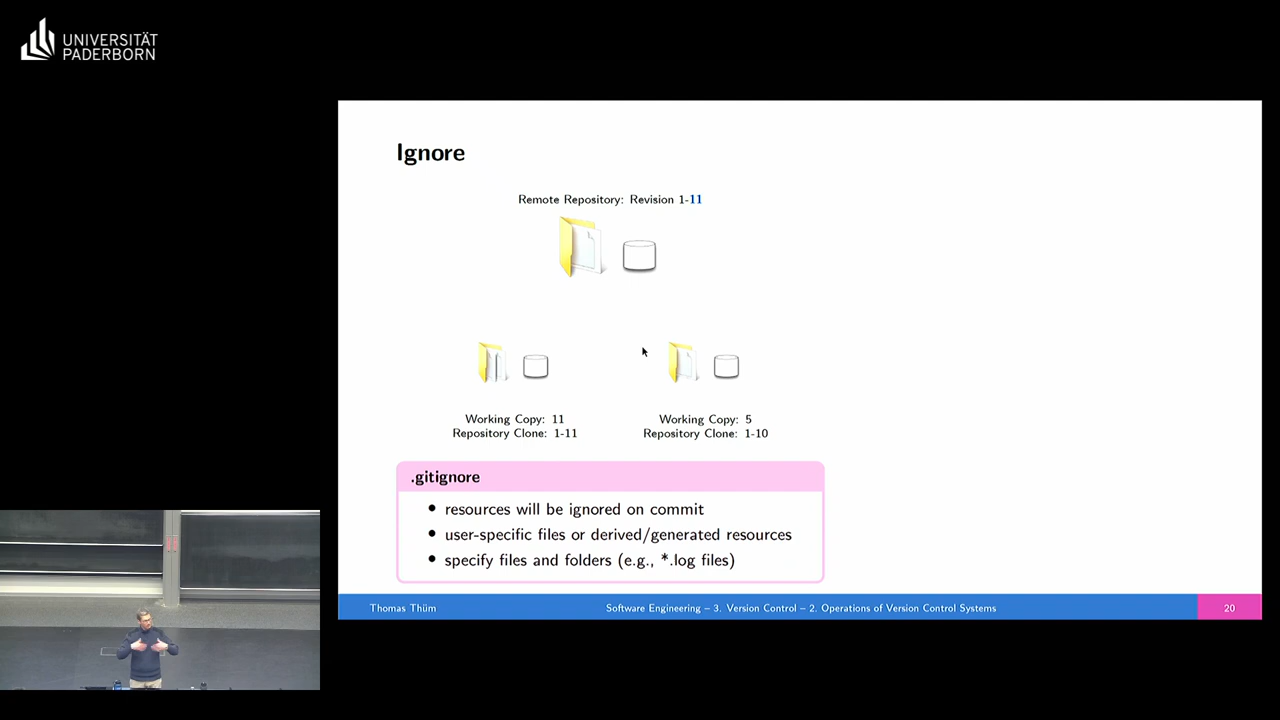 UNIVERSITÄT
PADERBORN
Ignore
Remote Repository: Revision 1-11
Working Copy: 11
Repository Clone: 1-11
Working Copy: 5
Repository Clone: 1-10
.gitignore
• resources will be ignored on commit
• user-specific files or derived/generated resources
• specify files and folders (e.g., *.log files)
Thomas Thüm
Software Engineering – 3. Version Control – 2. Operations of Version Control Systems
20